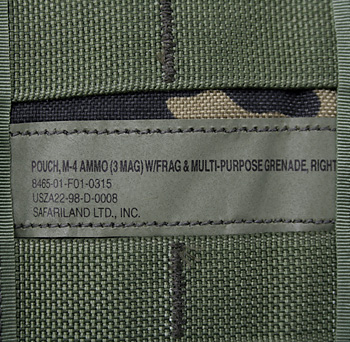 POUCH, M-4 AMMO (3 MAG) W/FRAG & MULTI-PURPOSE GRENADE, RIGHT
8465-01-F01-0315
USZA22-98-D-0008
SAFARILAND LTD., INC.